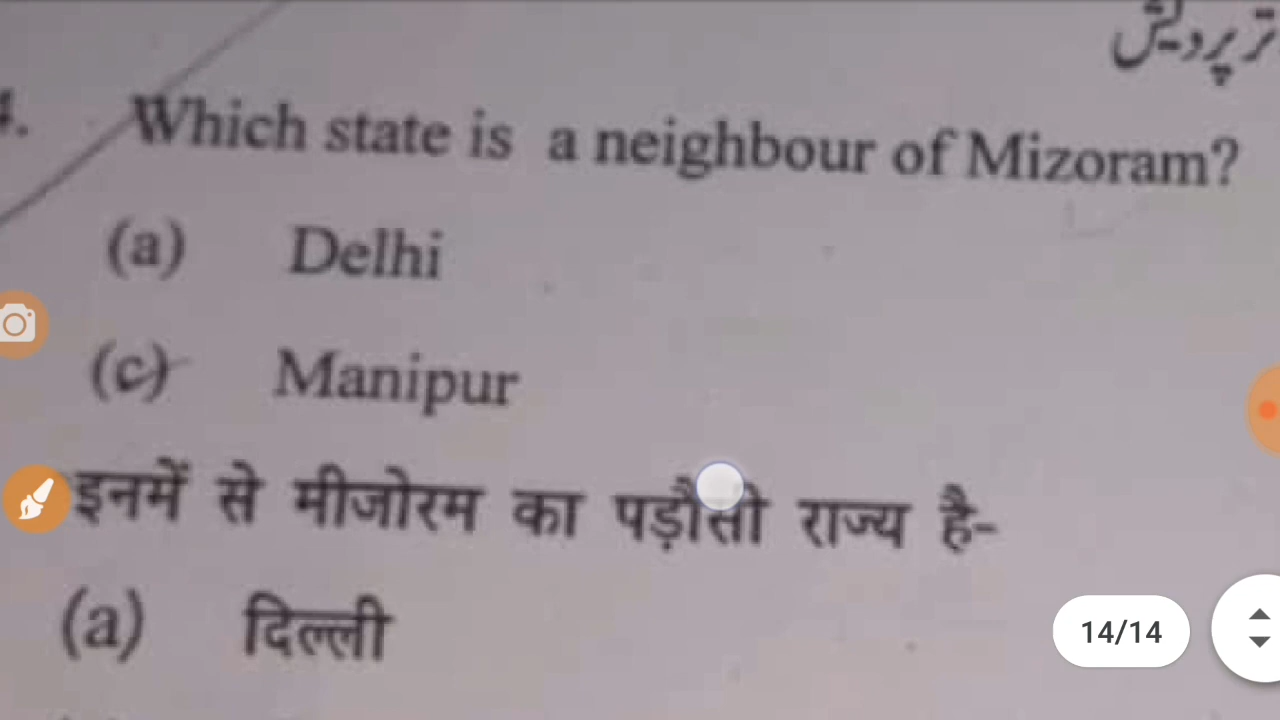 ترپردیش
4. Which state is a neighbour of Mizoram?
(a) Delhi
(c) Manipur
इनमें से मीजोरम का पड़ौसी राज्य है-
(a) दिल्ली
14/14